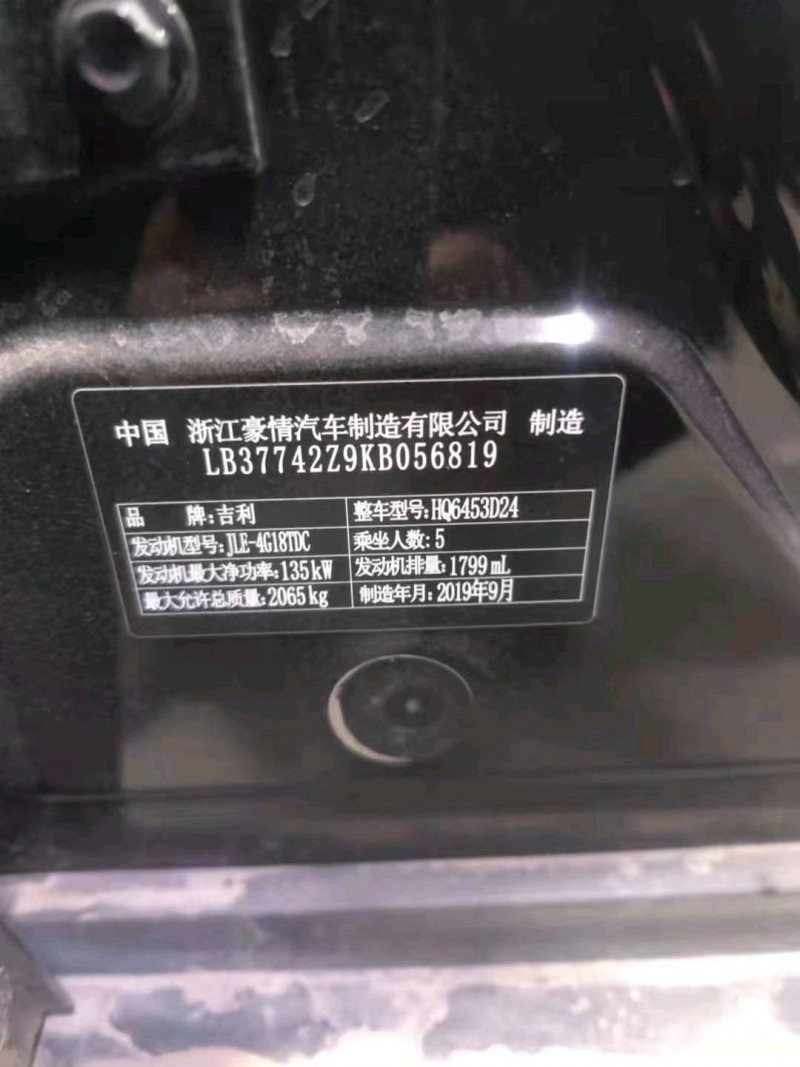 中国 浙江豪情汽车制造有限公司 制造
LB37742Z9KB056819
品 牌:吉利 整车型号:HQ6453D24
发动机型号:JLE-4G18TDC 乘坐人数:5
发动机最大净功率:135kW 发动机排量:1799mL
最大允许总质量:2065kg 制造年月:2019年9月